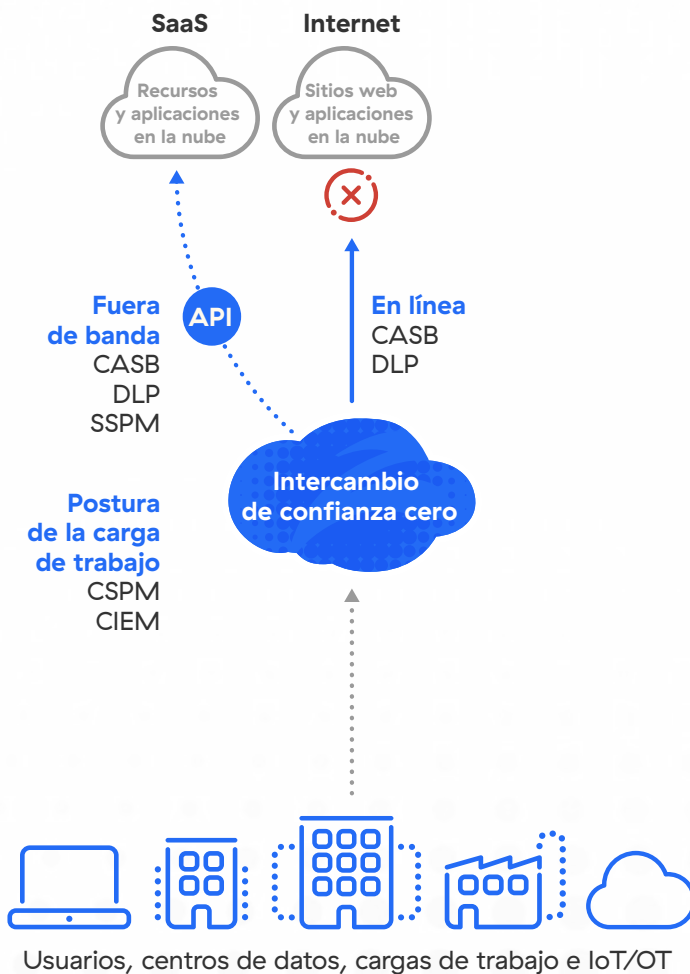 SaaS
Internet
Recursos
y aplicaciones
en la nube
Sitios web
y aplicaciones
en la nube
Fuera
de banda
CASB
DLP
SSPM
API
En línea
CASB
DLP
Intercambio
de confianza cero
Postura
de la carga
de trabajo
CSPM
CIEM
Usuarios, centros de datos, cargas de trabajo e IoT/OT